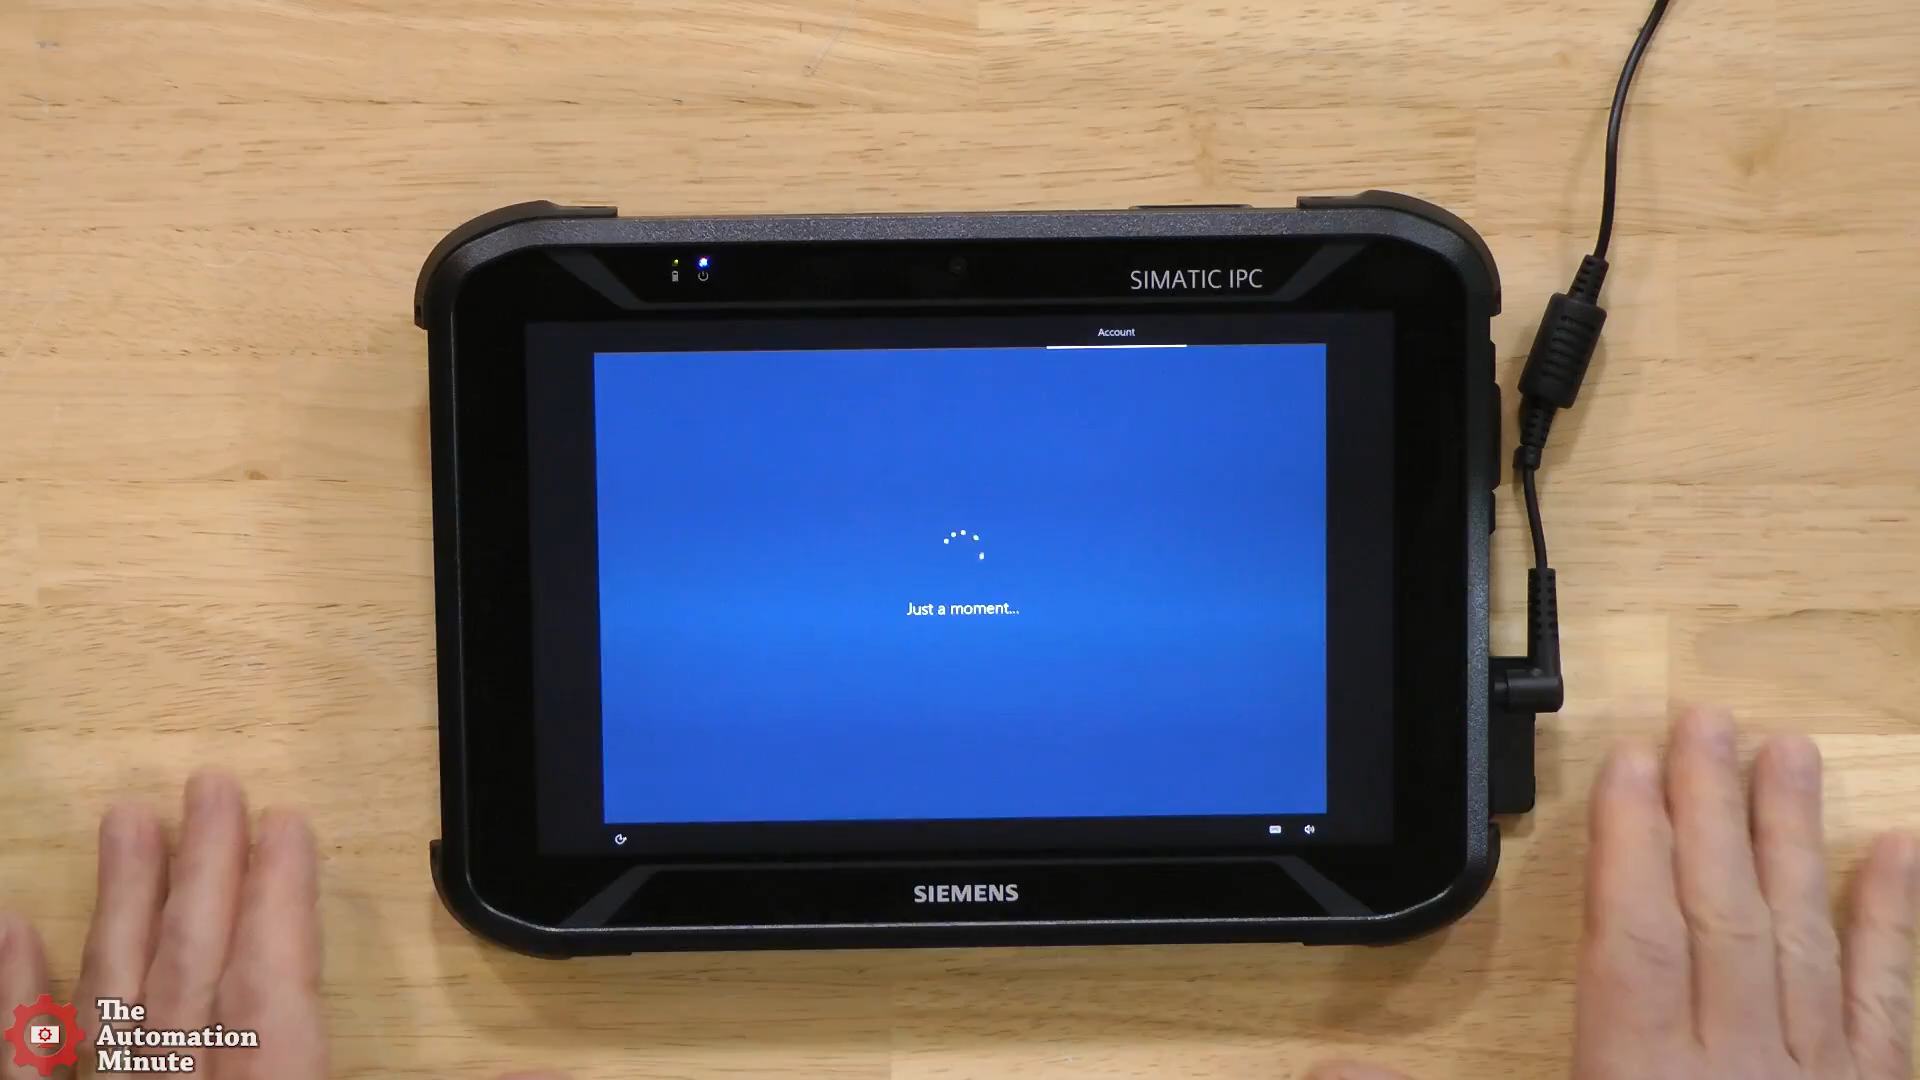 SIMATIC IPC
Account
Just a moment...
SIEMENS
The
Automation
Minute